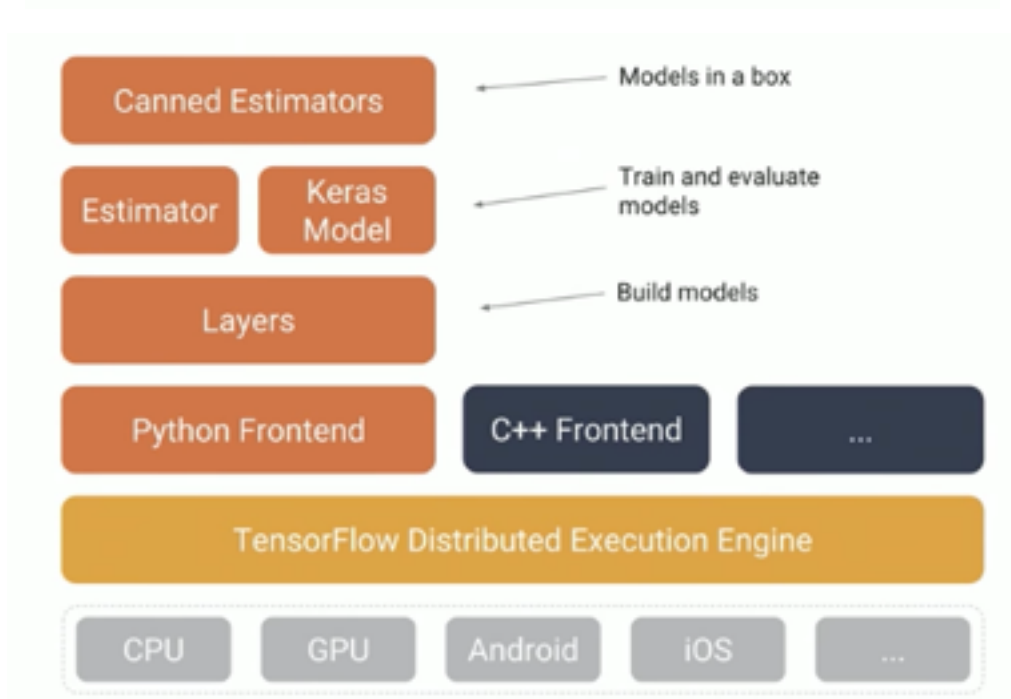 Canned Estimators
Models in a box
Estimator
Keras
Model
Train and evaluate
models
Layers
Build models
Python Frontend
C++ Frontend
...
TensorFlow Distributed Execution Engine
CPU
GPU
Android
iOS
...